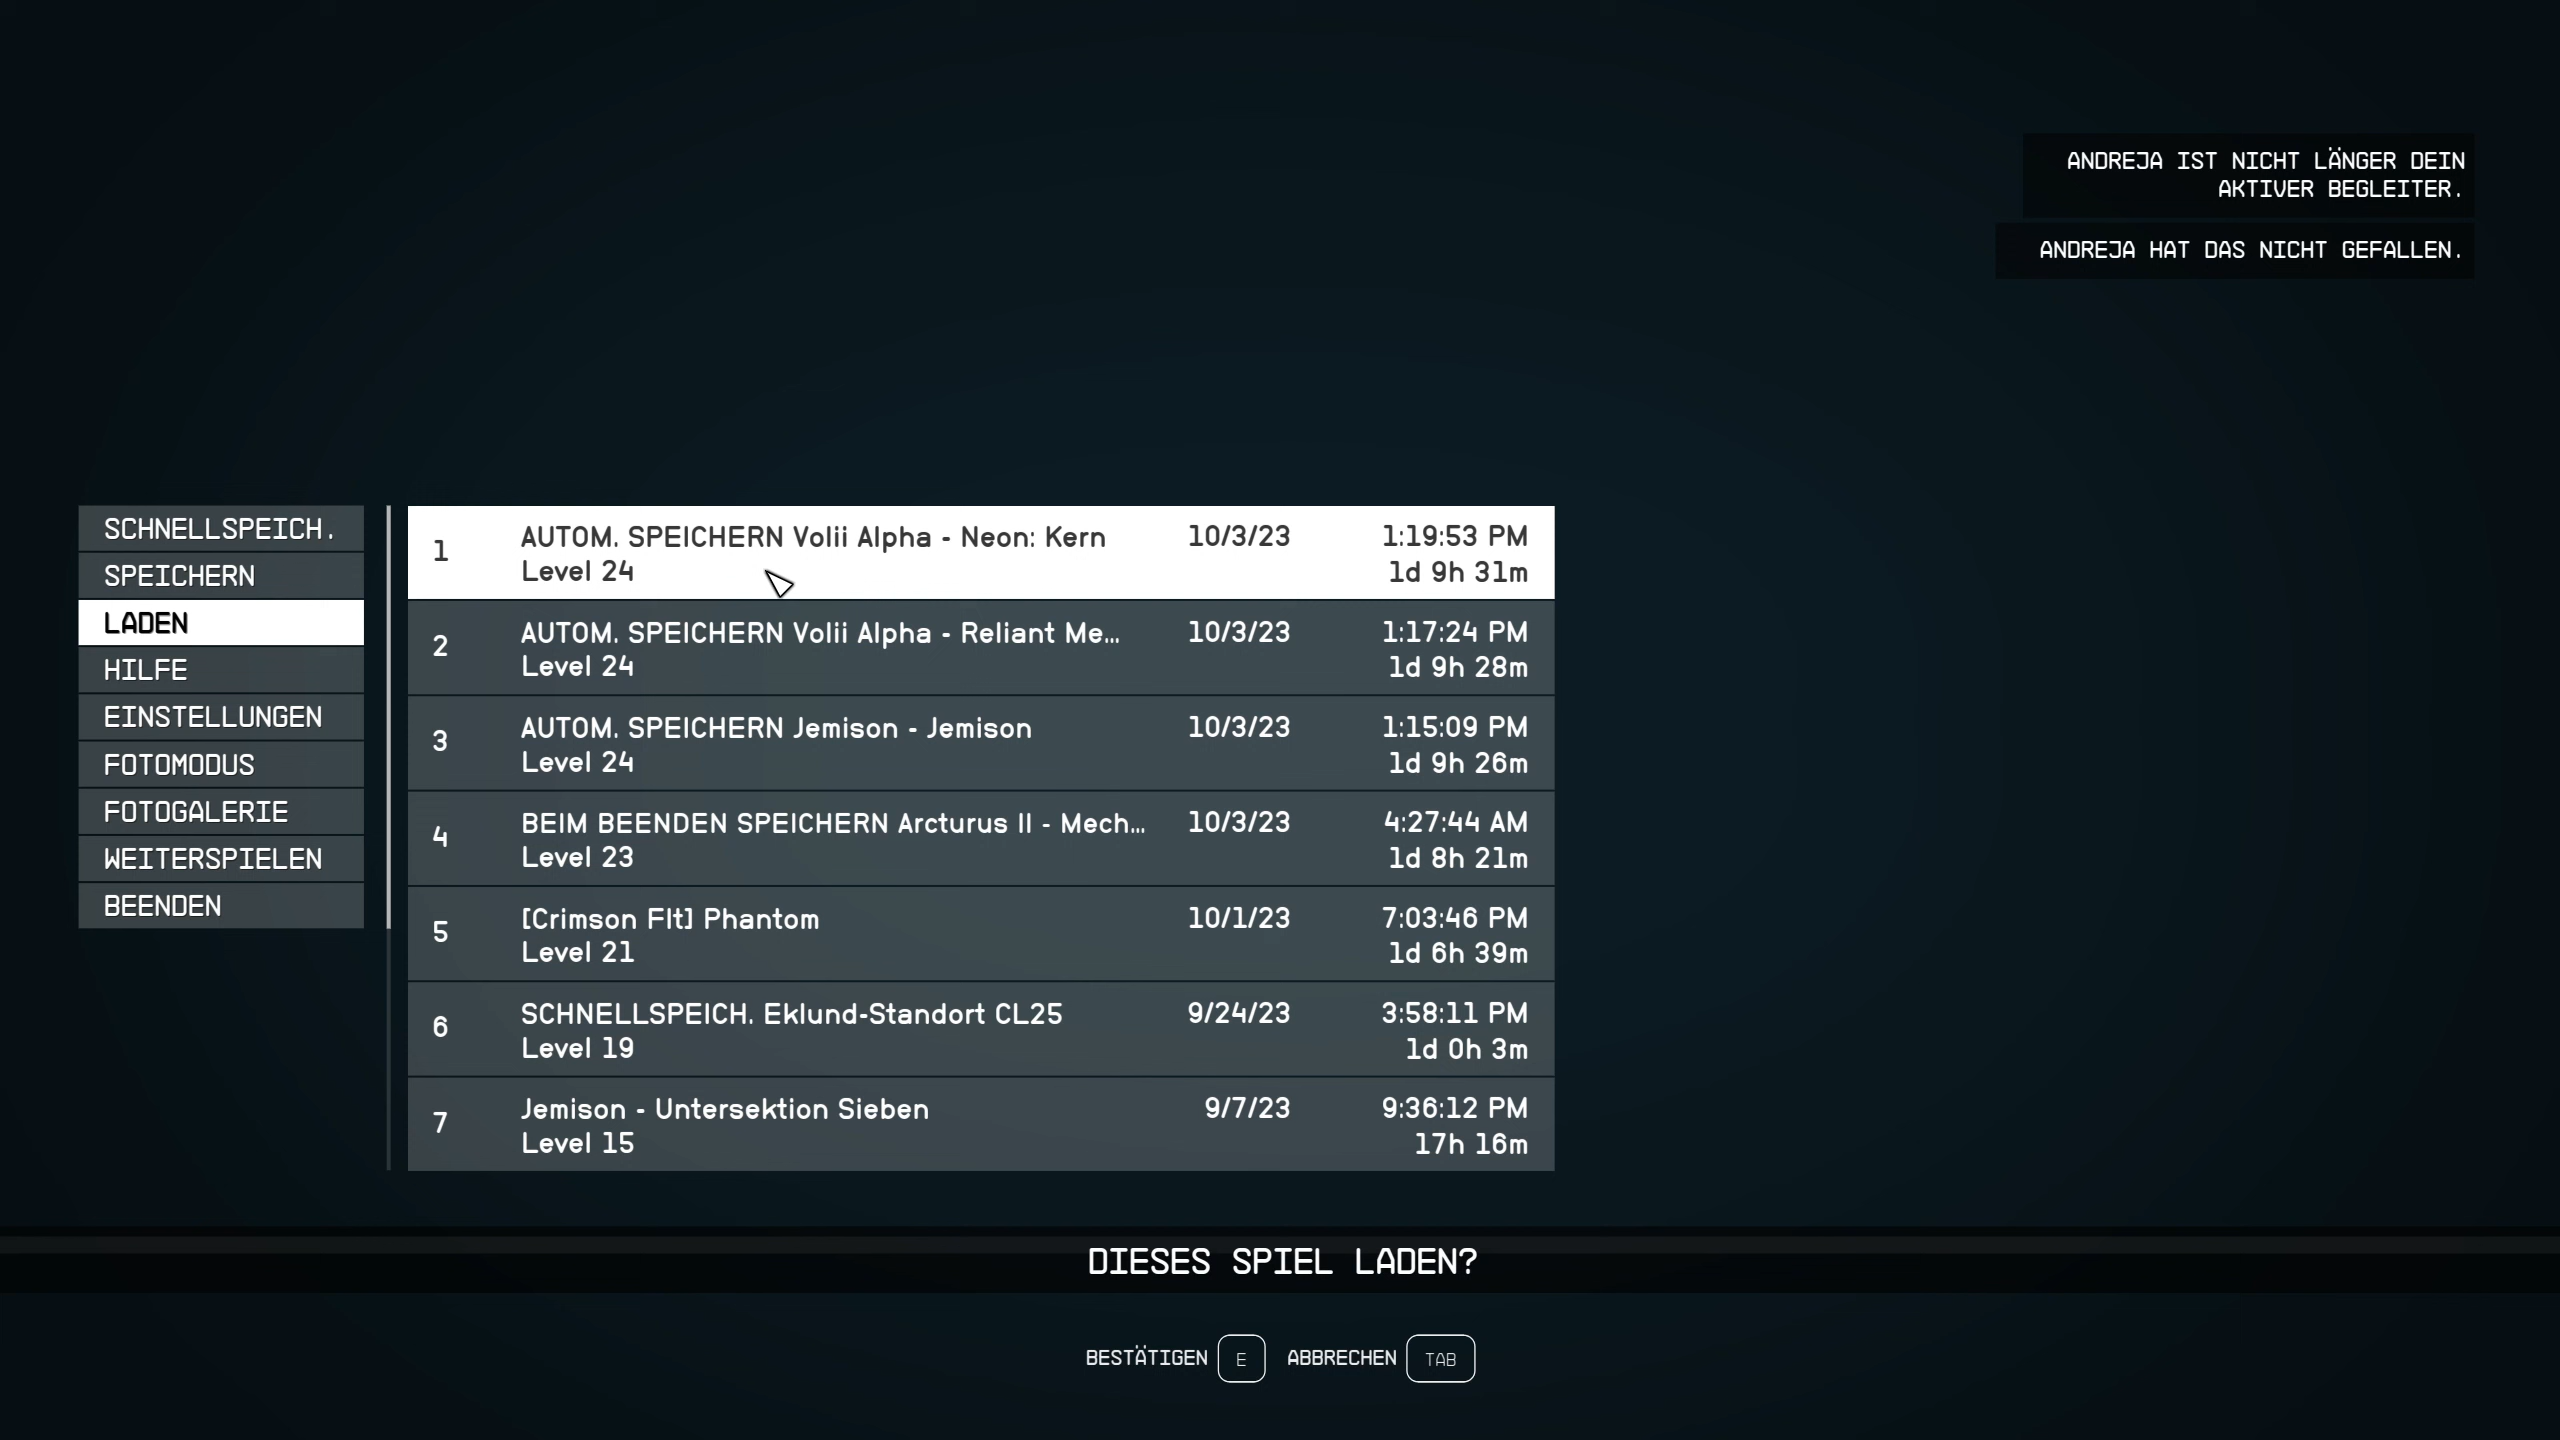 ANDREJA IST NICHT LÄNGER DEIN
AKTIVER BEGLEITER.
ANDREJA HAT DAS NICHT GEFALLEN.
SCHNELLSPEICH.
SPEICHERN
LADEN
HILFE
EINSTELLUNGEN
FOTOMODUS
FOTOGALERIE
WEITERSPIELEN
BEENDEN
1 AUTOM. SPEICHERN Volii Alpha - Neon: Kern 10/3/23 1:19:53 PM
Level 24 1d 9h 31m
2 AUTOM. SPEICHERN Volii Alpha - Reliant Me... 10/3/23 1:17:24 PM
Level 24 1d 9h 28m
3 AUTOM. SPEICHERN Jemison - Jemison 10/3/23 1:15:09 PM
Level 24 1d 9h 26m
4 BEIM BEENDEN SPEICHERN Arcturus II - Mech... 10/3/23 4:27:44 AM
Level 23 1d 8h 21m
5 [Crimson Flt] Phantom 10/1/23 7:03:46 PM
Level 21 1d 6h 39m
6 SCHNELLSPEICH. Eklund-Standort CL25 9/24/23 3:58:11 PM
Level 19 1d 0h 3m
7 Jemison - Untersektion Sieben 9/7/23 9:36:12 PM
Level 15 17h 16m
DIESES SPIEL LADEN?
BESTÄTIGEN E ABBRECHEN TAB